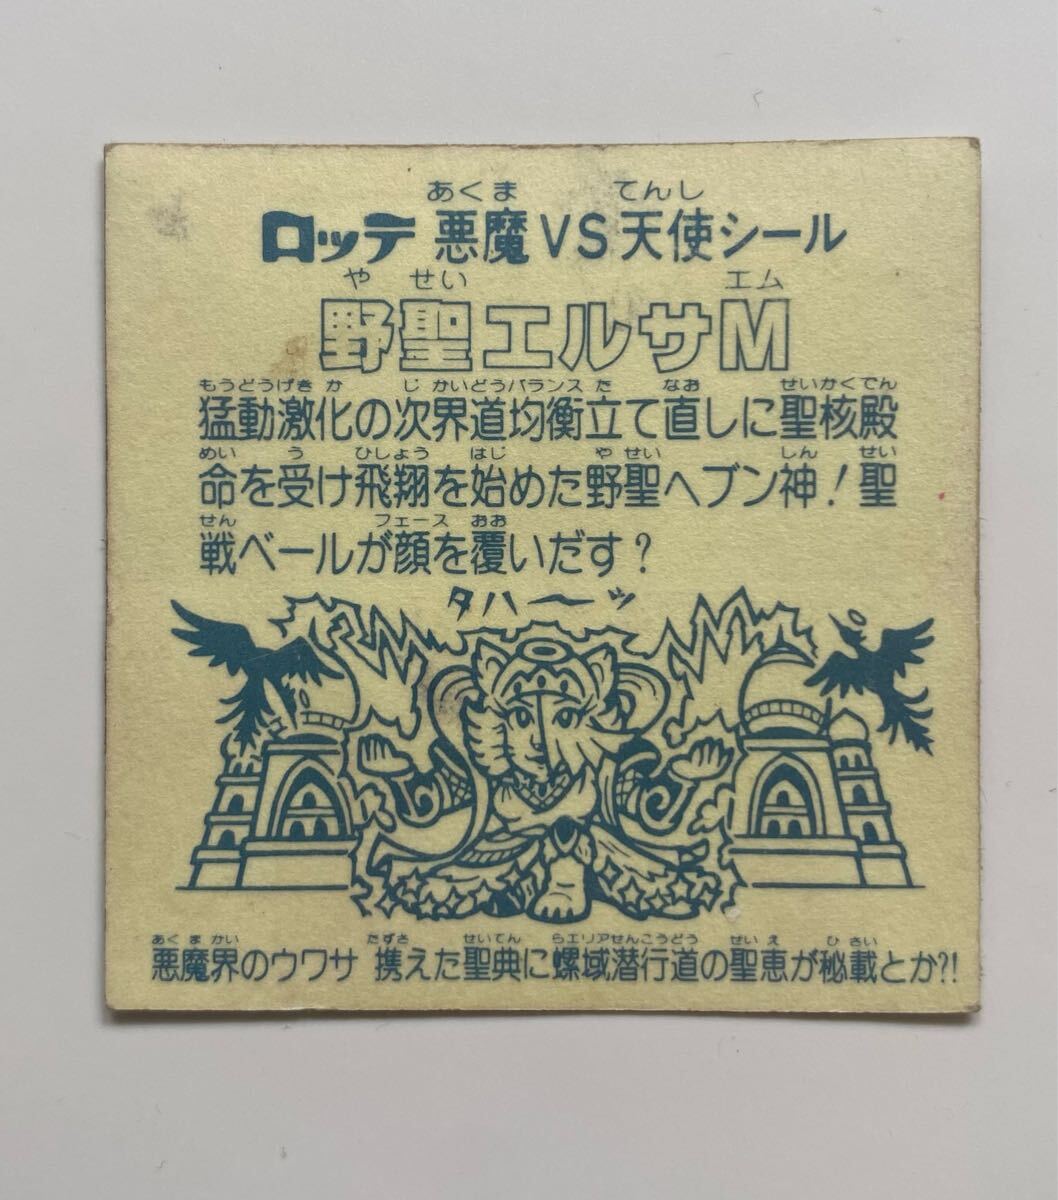 あくま てんし
ロッテ 悪魔VS天使シール
や せい エム
野聖エルサM
もうどうげき か じ かいどうバランス た なお せいかくでん
猛動激化の次界道均衡立て直しに聖核殿
めい う ひしょう はじ や せい しん せい
命を受け飛翔を始めた野聖ヘブン神!聖
せん フェース おお
戦ベールが顔を覆いだす?
タハーッ
あく ま かい たずさ せいてん らエリアせんこうどう せい え ひ さい
悪魔界のウワサ 携えた聖典に螺域潜行道の聖恵が秘載とか?!